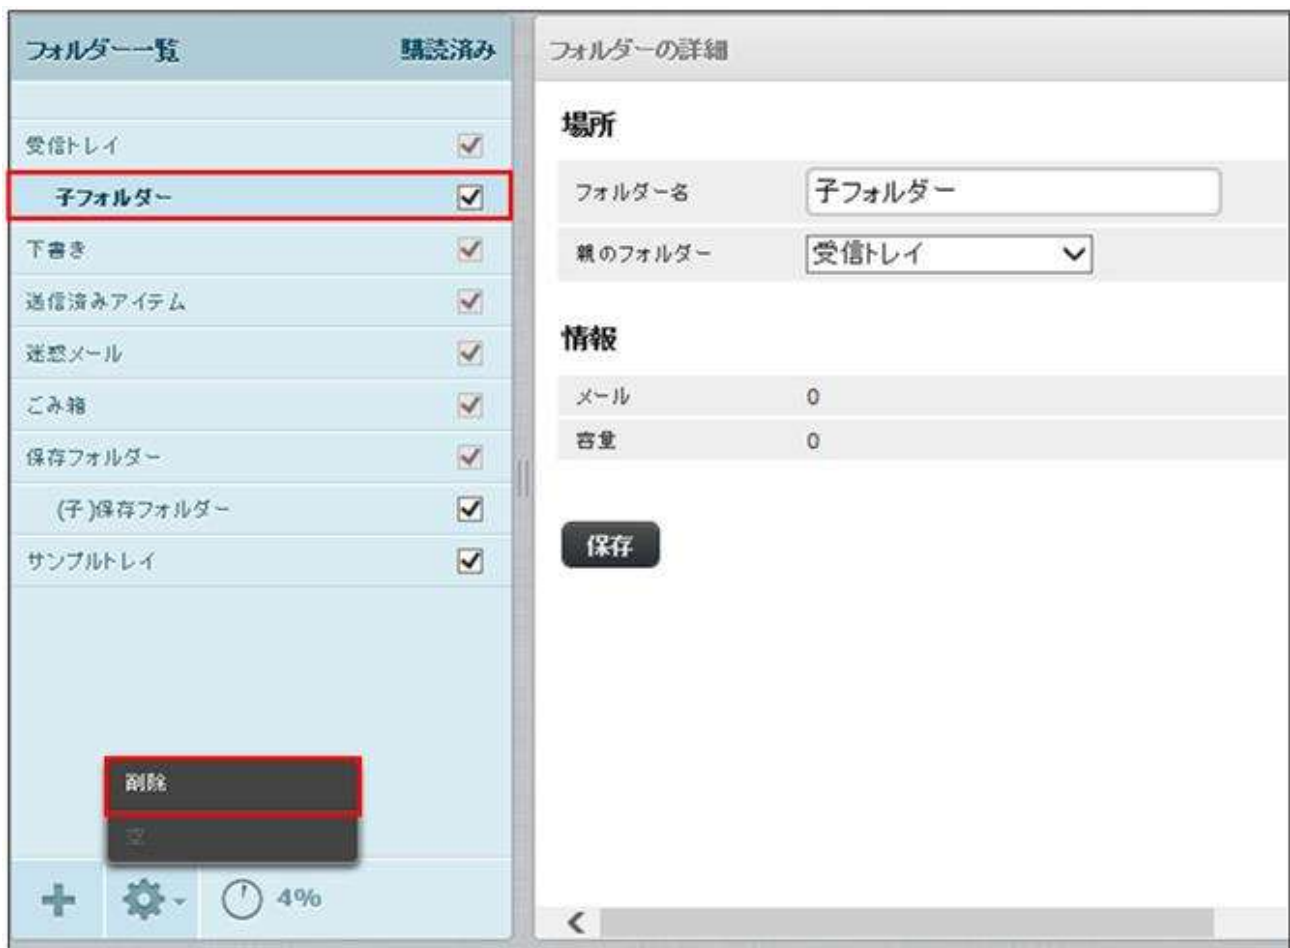 フォルダー一覧 購読済み
受信トレイ
子フォルダー
下書き
送信済みアイテム
迷惑メール
ごみ箱
保存フォルダー
(子)保存フォルダー
サンプルトレイ
削除
空
4%
フォルダーの詳細
場所
フォルダー名 子フォルダー
親のフォルダー 受信トレイ
情報
メール 0
容量 0
保存